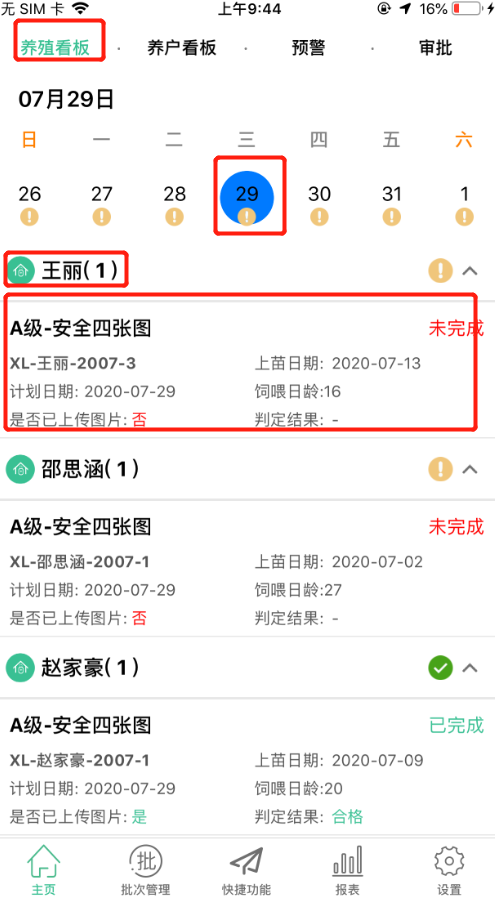 无 SIM 卡 上午9:44 16%
养殖看板 · 养户看板 · 预警 · 审批
07月29日
日 一 二 三 四 五 六
26 27 28 29 30 31 1
王丽(1)
A级-安全四张图 未完成
XL-王丽-2007-3 上苗日期: 2020-07-13
计划日期: 2020-07-29 饲喂日龄:16
是否已上传图片: 否 判定结果: -
邵思涵(1)
A级-安全四张图 未完成
XL-邵思涵-2007-1 上苗日期: 2020-07-02
计划日期: 2020-07-29 饲喂日龄:27
是否已上传图片: 否 判定结果: -
赵家豪(1)
A级-安全四张图 已完成
XL-赵家豪-2007-1 上苗日期: 2020-07-09
计划日期: 2020-07-29 饲喂日龄:20
是否已上传图片: 是 判定结果: 合格
批
主页 批次管理 快捷功能 报表 设置